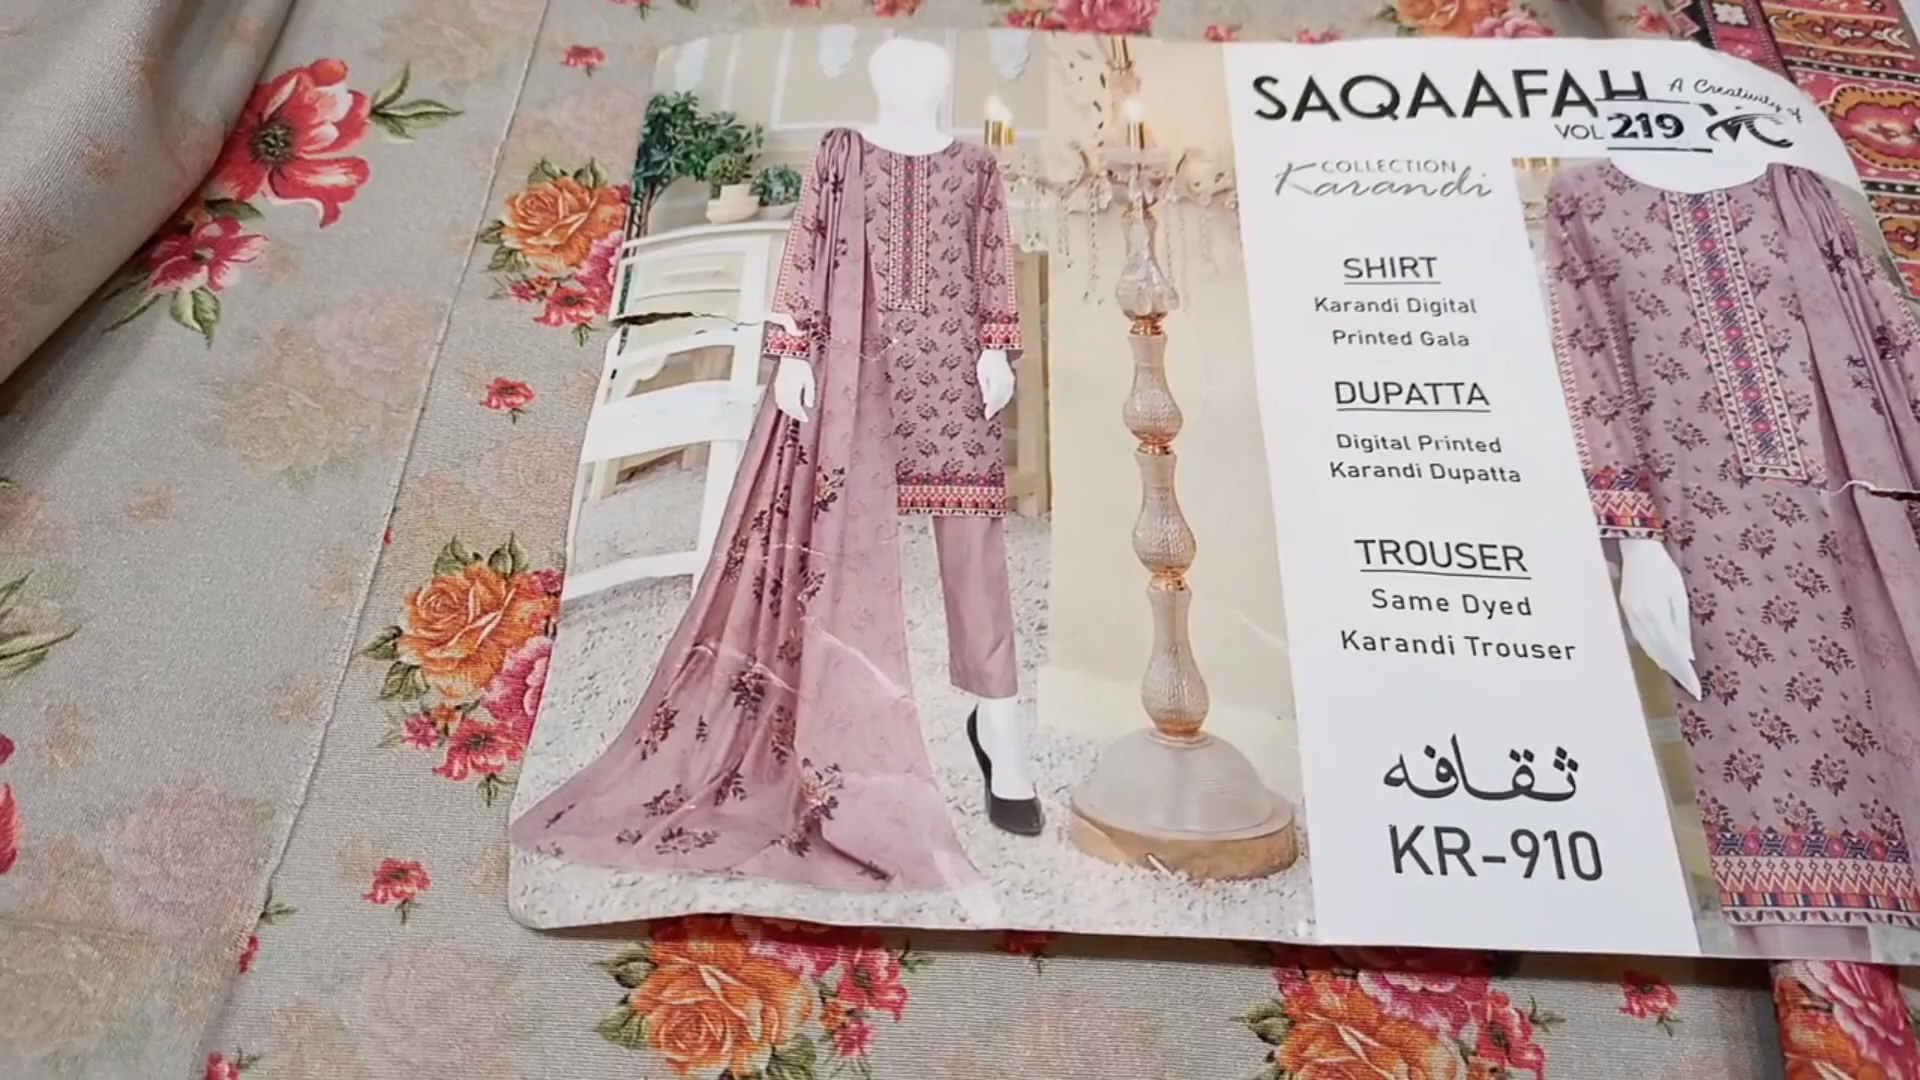 SAQAAFAH
A Creativity of
VOL 219
COLLECTION
Karandi
SHIRT
Karandi Digital
Printed Gala
DUPATTA
Digital Printed
Karandi Dupatta
TROUSER
Same Dyed
Karandi Trouser
ثقافه
KR-910